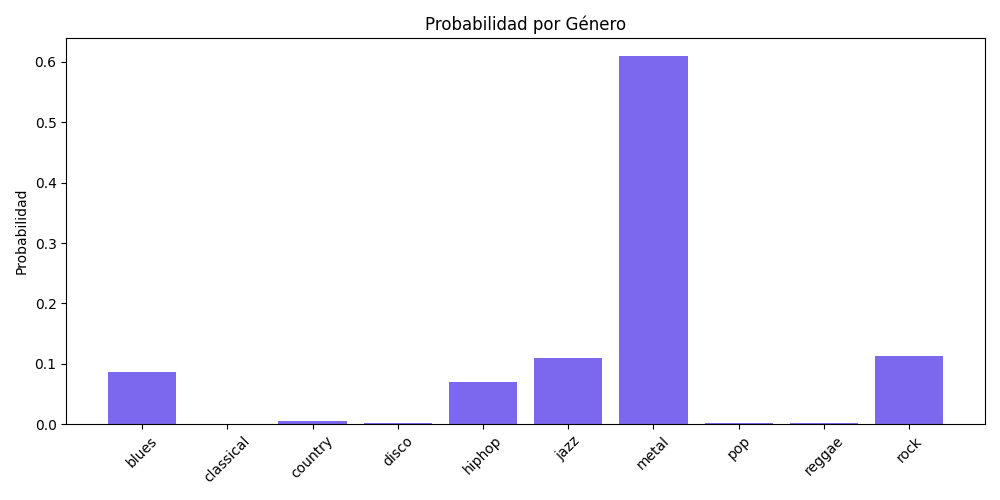 Probabilidad por Género
Probabilidad
0.6
0.5
0.4
0.3
0.2
0.1
0.0
blues
classical
country
disco
hiphop
jazz
metal
pop
reggae
rock